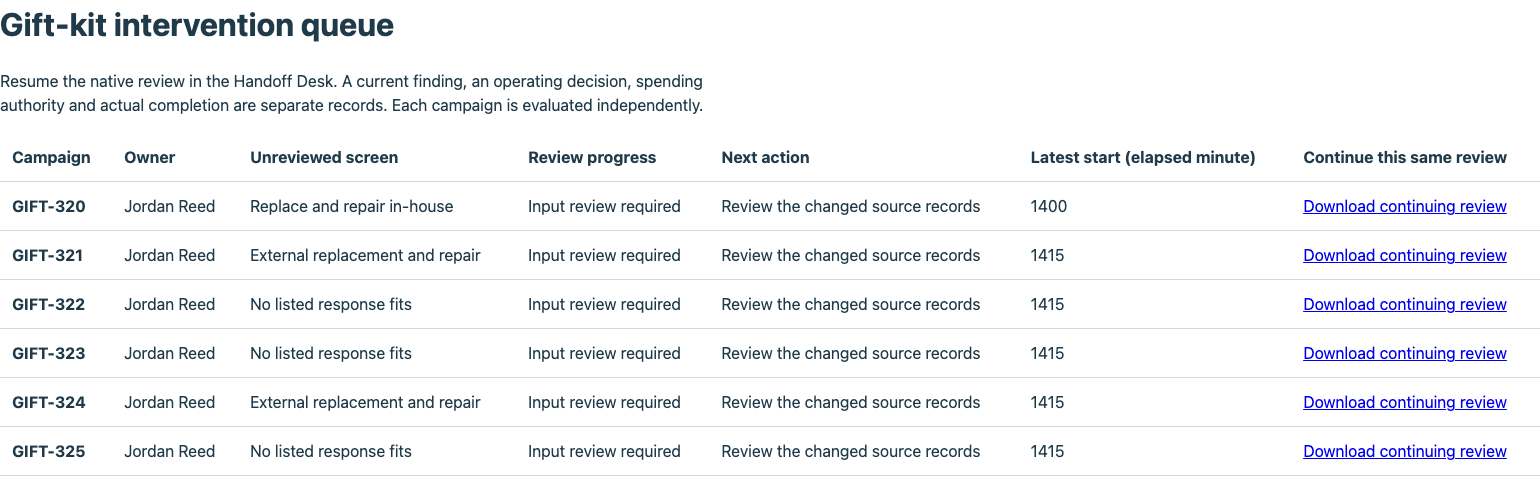 Gift-kit intervention queue
Resume the native review in the Handoff Desk. A current finding, an operating decision, spending
authority and actual completion are separate records. Each campaign is evaluated independently.
Campaign Owner Unreviewed screen Review progress Next action Latest start (elapsed minute) Continue this same review
GIFT-320 Jordan Reed Replace and repair in-house Input review required Review the changed source records 1400 Download continuing review
GIFT-321 Jordan Reed External replacement and repair Input review required Review the changed source records 1415 Download continuing review
GIFT-322 Jordan Reed No listed response fits Input review required Review the changed source records 1415 Download continuing review
GIFT-323 Jordan Reed No listed response fits Input review required Review the changed source records 1415 Download continuing review
GIFT-324 Jordan Reed External replacement and repair Input review required Review the changed source records 1415 Download continuing review
GIFT-325 Jordan Reed No listed response fits Input review required Review the changed source records 1415 Download continuing review